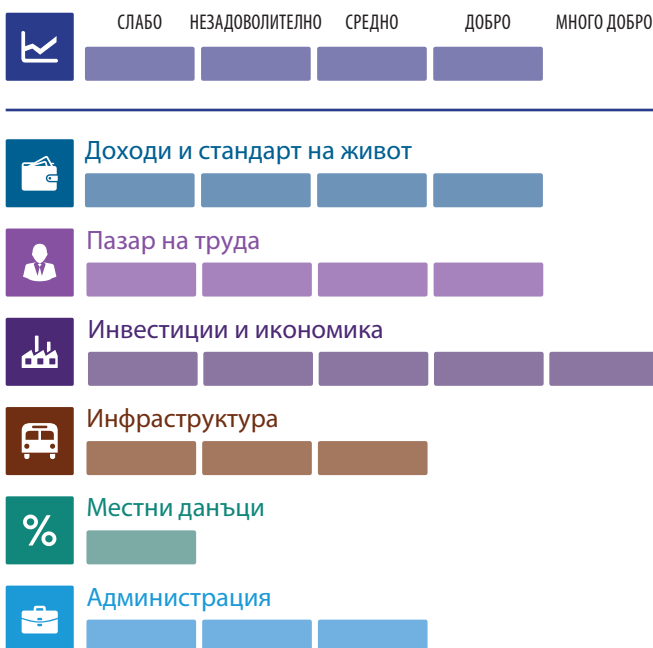 СЛАБО НЕЗАДОВОЛИТЕЛНО СРЕДНО ДОБРО МНОГО ДОБРО
Доходи и стандарт на живот
Пазар на труда
Инвестиции и икономика
Инфраструктура
Местни данъци
%
Администрация